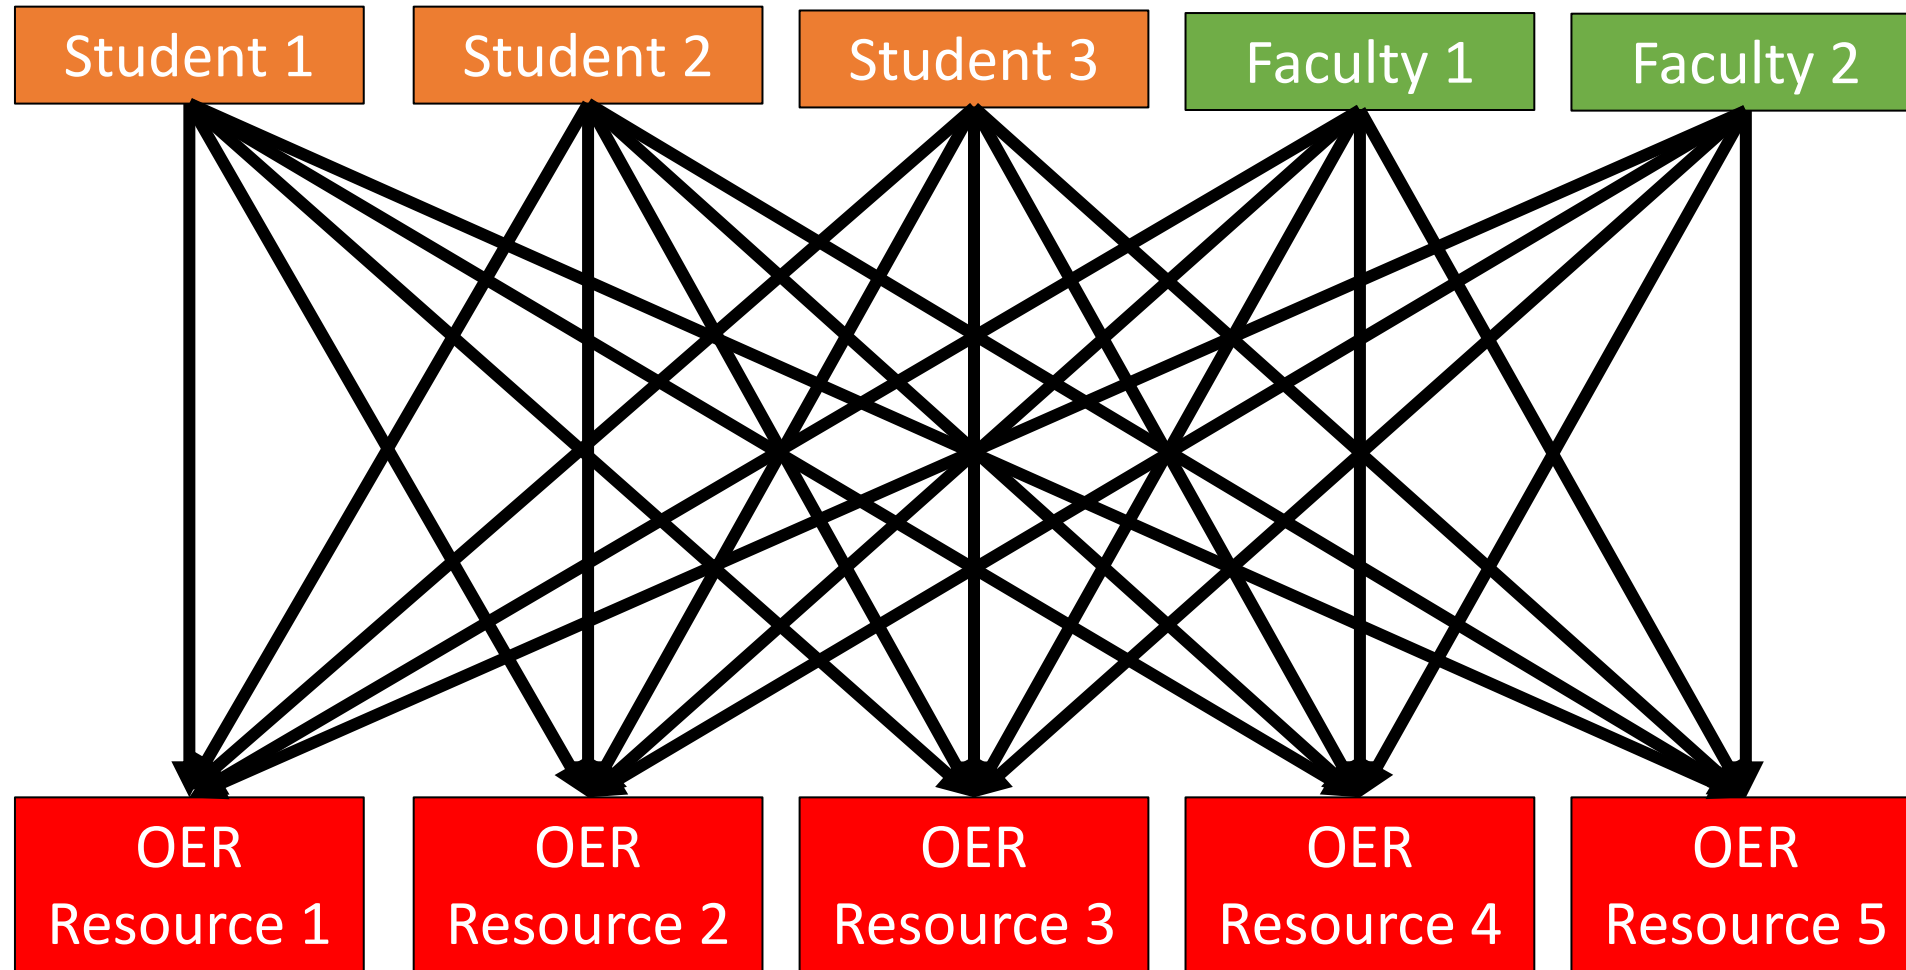 Student 1
Student 2
Student 3
Faculty 1
Faculty 2
OER
Resource 1
OER
Resource 2
OER
Resource 3
OER
Resource 4
OER
Resource 5